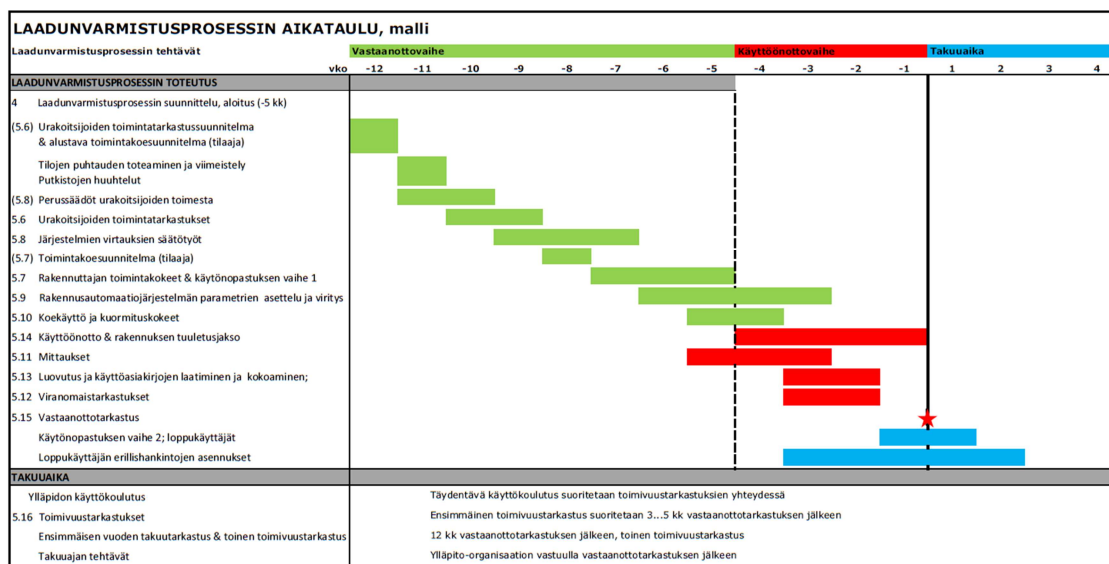 LAADUNVARMISTUSPROSESSIN AIKATAULU, malli
Laadunvarmistusprosessin tehtävät Vastaanottovaihe Käyttöönottovaihe Takuuaika
vko -12 -11 -10 -9 -8 -7 -6 -5 -4 -3 -2 -1 1 2 3 4
LAADUNVARMISTUSPROSESSIN TOTEUTUS
4 Laadunvarmistusprosessin suunnittelu, aloitus (-5 kk)
(5.6) Urakoitsijoiden toimintatarkastussuunnitelma
& alustava toimintakoesuunnitelma (tilaaja)
Tilojen puhtauden toteaminen ja viimeistely
Putkistojen huuhtelut
(5.8) Perussäädöt urakoitsijoiden toimesta
5.6 Urakoitsijoiden toimintatarkastukset
5.8 Järjestelmien virtauksien säätötyöt
(5.7) Toimintakoesuunnitelma (tilaaja)
5.7 Rakennuttajan toimintakokeet & käytönopastuksen vaihe 1
5.9 Rakennusautomaatiojärjestelmän parametrien asettelu ja viritys
5.10 Koekäyttö ja kuormituskokeet
5.14 Käyttöönotto & rakennuksen tuuletusjakso
5.11 Mittaukset
5.13 Luovutus ja käyttöasiakirjojen laatiminen ja kokoaminen;
5.12 Viranomaistarkastukset
5.15 Vastaanottotarkastus
Käytönopastuksen vaihe 2; loppukäyttäjät
Loppukäyttäjän erillishankintojen asennukset
TAKUUAIKA
Ylläpidon käyttökoulutus Täydentävä käyttökoulutus suoritetaan toimivuustarkastuksien yhteydessä
5.16 Toimivuustarkastukset Ensimmäinen toimivuustarkastus suoritetaan 3...5 kk vastaanottotarkastuksen jälkeen
Ensimmäisen vuoden takuutarkastus & toinen toimivuustarkastus 12 kk vastaanottotarkastuksen jälkeen, toinen toimivuustarkastus
Takuuajan tehtävät Ylläpito-organisaation vastuulla vastaanottotarkastuksen jälkeen